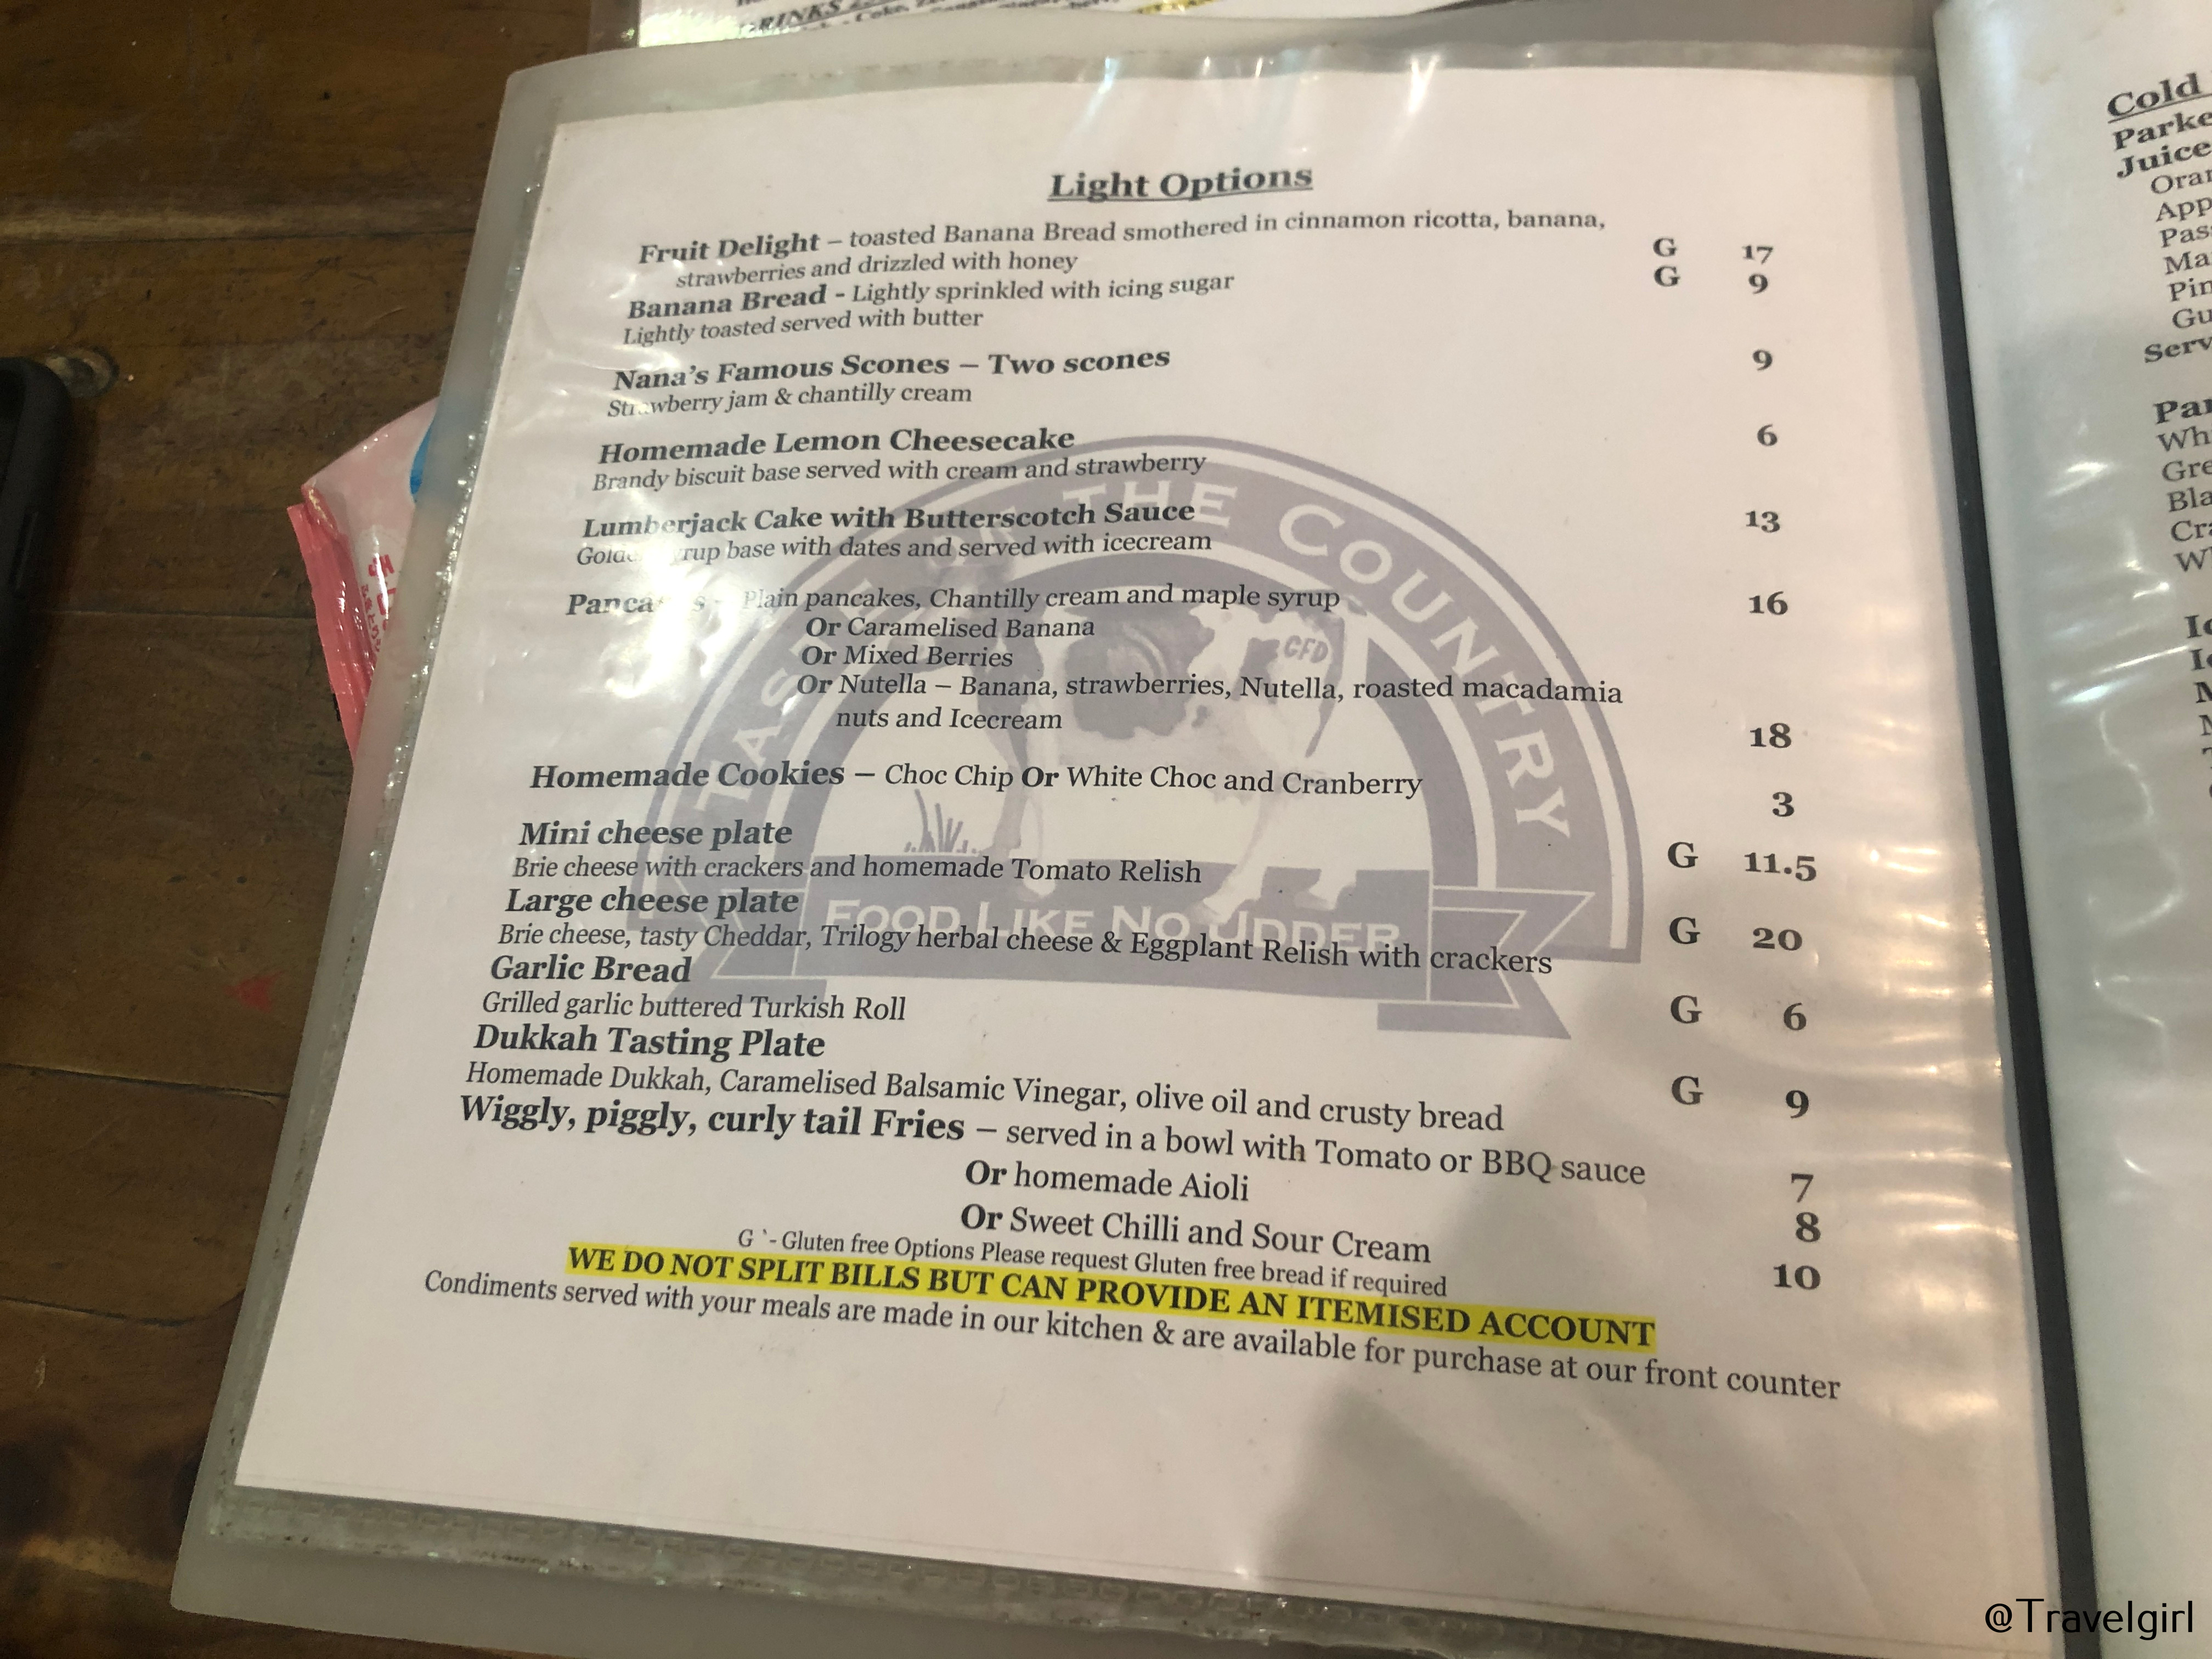 DRINKS
Light Options
Fruit Delight – toasted Banana Bread smothered in cinnamon ricotta, banana,
strawberries and drizzled with honey G 17
Banana Bread - Lightly sprinkled with icing sugar G 9
Lightly toasted served with butter
Nana's Famous Scones – Two scones 9
Strawberry jam & chantilly cream
Homemade Lemon Cheesecake 6
Brandy biscuit base served with cream and strawberry
Lumberjack Cake with Butterscotch Sauce 13
base with dates and served with icecream
Plain pancakes, Chantilly cream and maple syrup 16
Or Caramelised Banana
Or Mixed Berries
Or Nutella – Banana, strawberries, Nutella, roasted macadamia
nuts and Icecream 18
Homemade Cookies – Choc Chip Or White Choc and Cranberry 3
Mini cheese plate G 11.5
Brie cheese with crackers and homemade Tomato Relish
Large cheese plate G 20
Brie cheese, tasty Cheddar, Trilogy herbal cheese & Eggplant Relish with crackers
Garlic Bread G 6
Grilled garlic buttered Turkish Roll
Dukkah Tasting Plate G 9
Homemade Dukkah, Caramelised Balsamic Vinegar, olive oil and crusty bread
Wiggly, piggly, curly tail Fries – served in a bowl with Tomato or BBQ sauce 7
Or homemade Aioli 8
Or Sweet Chilli and Sour Cream 10
G `- Gluten free Options Please request Gluten free bread if required
WE DO NOT SPLIT BILLS BUT CAN PROVIDE AN ITEMISED ACCOUNT
Condiments served with your meals are made in our kitchen & are available for purchase at our front counter
TASTE OF THE COUNTRY
CFD
FOOD LIKE NO UDDER
Cold
Juice
@Travelgirl